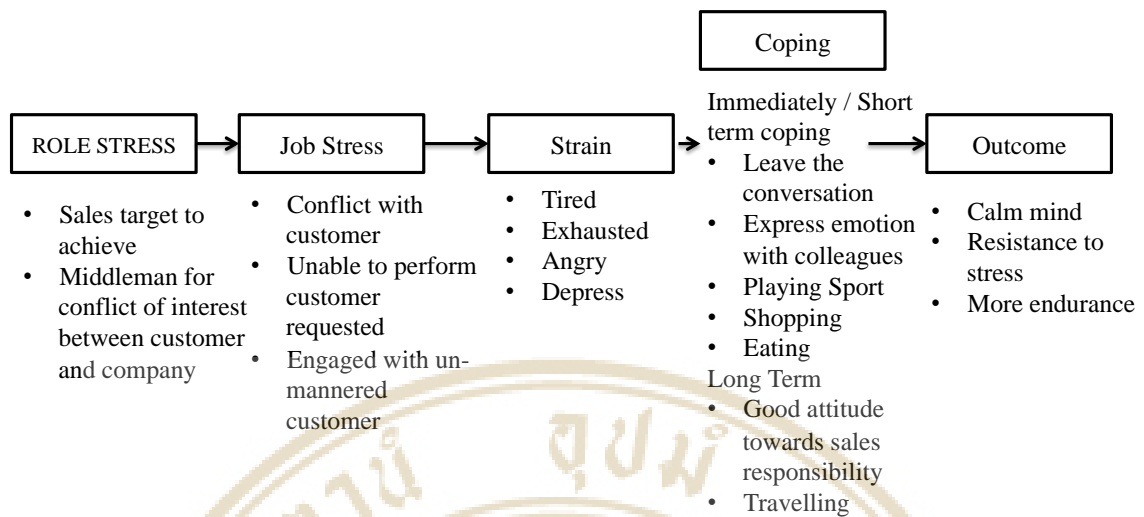 Coping
ROLE STRESS
Job Stress
Strain
Outcome
• Sales target to
achieve
• Middleman for
conflict of interest
between customer
and company
• Conflict with
customer
• Unable to perform
customer
requested
• Engaged with un-
mannered
customer
• Tired
• Exhausted
• Angry
• Depress
Immediately / Short
term coping
• Leave the
conversation
• Express emotion
with colleagues
• Playing Sport
• Shopping
• Eating
Long Term
• Good attitude
towards sales
responsibility
• Travelling
• Calm mind
• Resistance to
stress
• More endurance